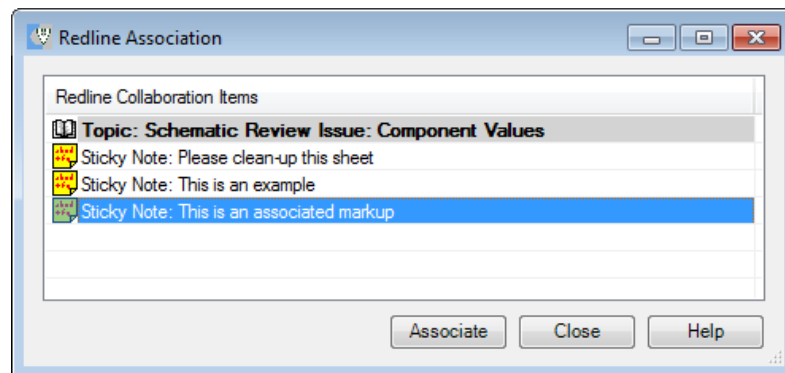 Redline Association
Redline Collaboration Items
Topic: Schematic Review Issue: Component Values
Sticky Note: Please clean-up this sheet
Sticky Note: This is an example
Sticky Note: This is an associated markup
Associate Close Help